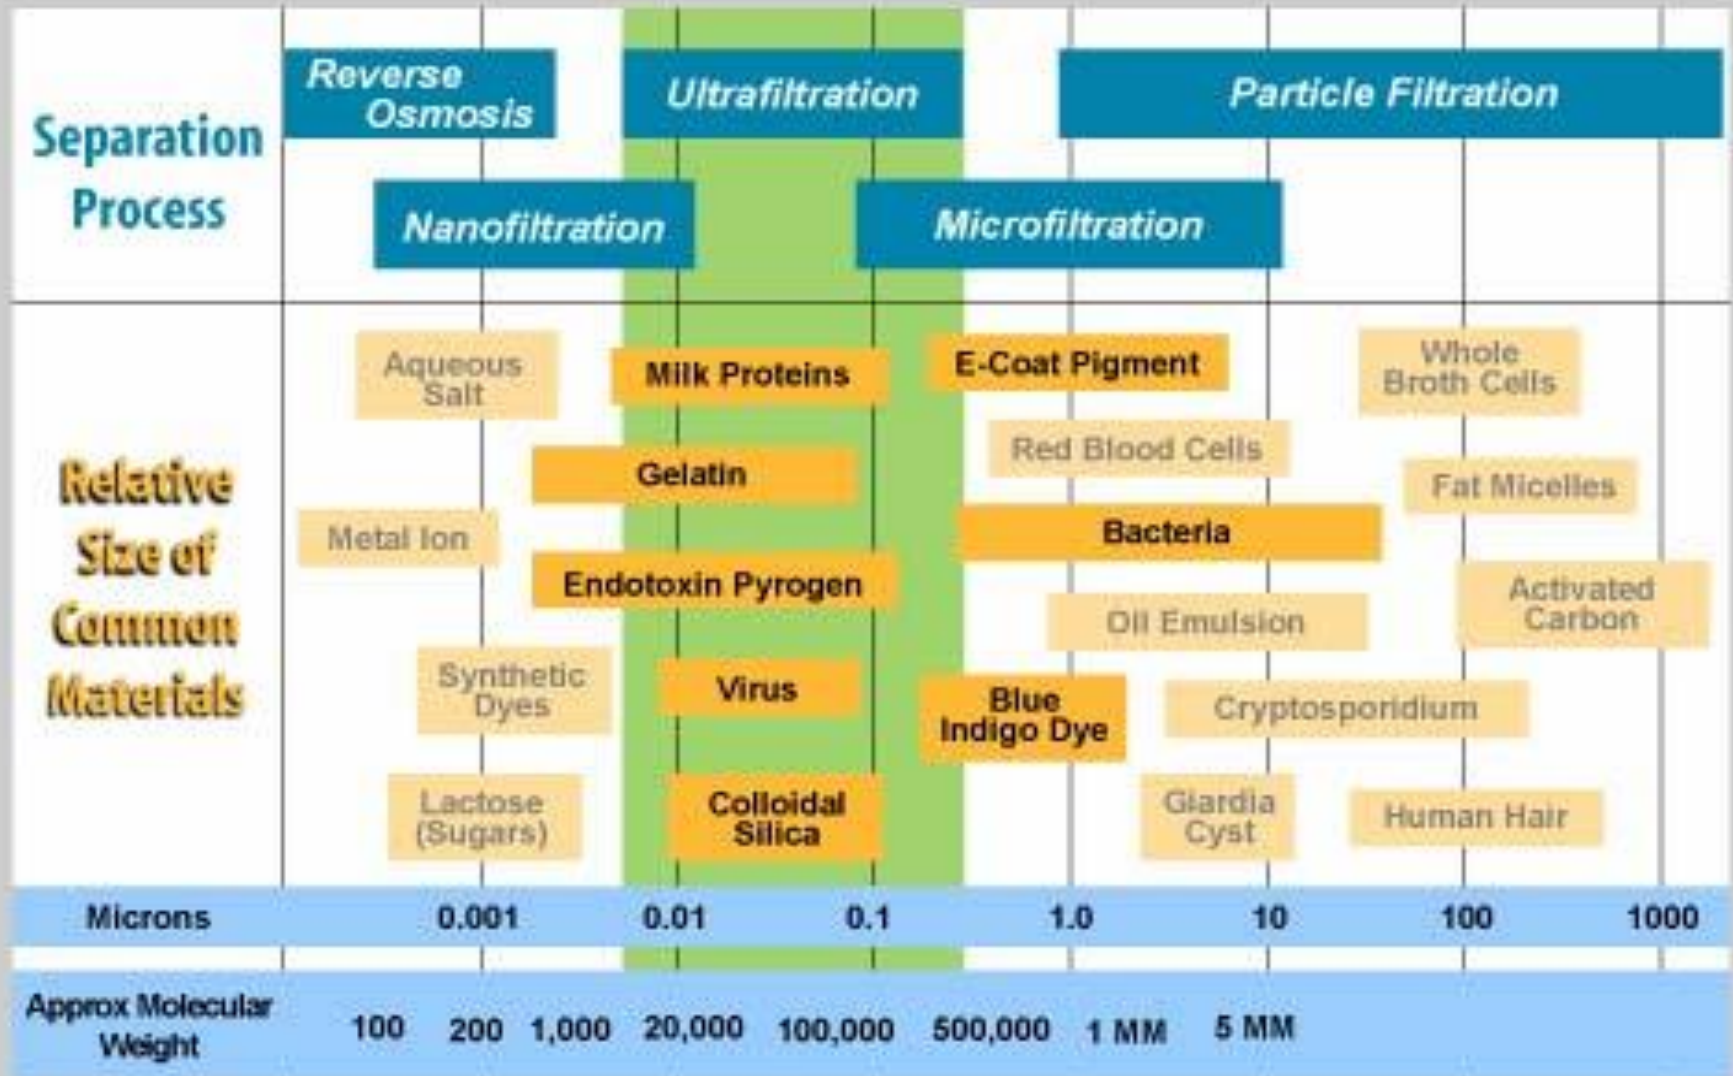 Separation
Process
Reverse
Osmosis
Ultrafiltration
Particle Filtration
Nanofiltration
Microfiltration
Relative
Size of
Common
Materials
Aqueous
Salt
Milk Proteins
E-Coat Pigment
Whole
Broth Cells
Red Blood Cells
Gelatin
Fat Micelles
Metal Ion
Bacteria
Endotoxin Pyrogen
Activated
Carbon
Oil Emulsion
Synthetic
Dyes
Virus
Blue
Indigo Dye
Cryptosporidium
Lactose
(Sugars)
Colloidal
Silica
Giardia
Cyst
Human Hair
Microns 0.001 0.01 0.1 1.0 10 100 1000
Approx Molecular
Weight
100 200 1,000 20,000 100,000 500,000 1 MM 5 MM